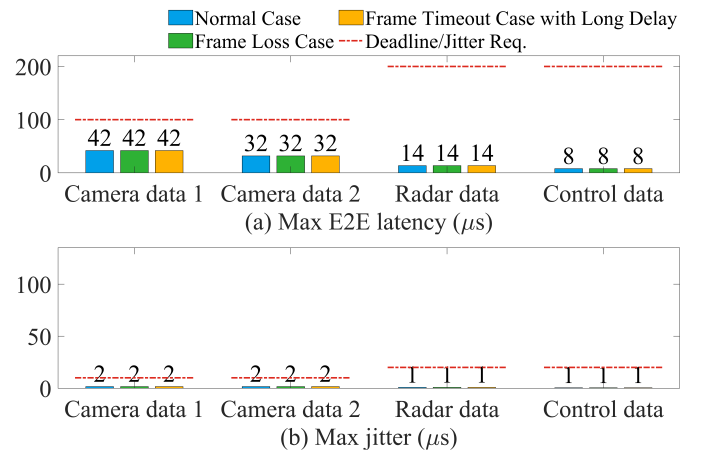 Normal Case
Frame Timeout Case with Long Delay
Frame Loss Case
Deadline/Jitter Req.
200
100
0
42 42 42
32 32 32
14 14 14
8 8 8
Camera data 1
Camera data 2
Radar data
Control data
(a) Max E2E latency (μs)
100
50
0
2 2 2
2 2 2
1 1 1
1 1 1
Camera data 1
Camera data 2
Radar data
Control data
(b) Max jitter (μs)